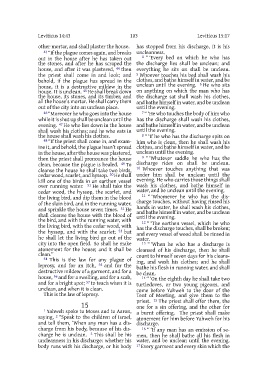 Leviticus 14:43
103
Leviticus 15:17
other mortar, and shall plaster the house.
43 “If the plague comes again, and breaks
out in the house after he has taken out
the stones, and after he has scraped the
house, and after it was plastered, 44 then
the priest shall come in and look; and
behold, if the plague has spread in the
house, it is a destructive mildew in the
house. It is unclean. 45 He shall break down
the house, its stones, and its timber, and
all the house’s mortar. He shall carry them
out of the city into an unclean place.
46 “Moreover he who goes into the house
while it is shut up shall be unclean until the
evening. 47 He who lies down in the house
shall wash his clothes; and he who eats in
the house shall wash his clothes.
48 “If the priest shall come in, and examine
it, and behold, the plague hasn’t spread
in the house, after the house was plastered,
then the priest shall pronounce the house
clean, because the plague is healed. 49 To
cleanse the house he shall take two birds,
cedar wood, scarlet, and hyssop. 50 He shall
kill one of the birds in an earthen vessel
over running water. 51 He shall take the
cedar wood, the hyssop, the scarlet, and
the living bird, and dip them in the blood
of the slain bird, and in the running water,
and sprinkle the house seven times. 52 He
shall cleanse the house with the blood of
the bird, and with the running water, with
the living bird, with the cedar wood, with
the hyssop, and with the scarlet; 53 but
he shall let the living bird go out of the
city into the open field. So shall he make
atonement for the house; and it shall be
clean.”
54 This is the law for any plague of
leprosy, and for an itch, 55 and for the
destructive mildew of a garment, and for a
house, 56 and for a swelling, and for a scab,
and for a bright spot; 57 to teach when it is
unclean, and when it is clean.
This is the law of leprosy.
15
1 Yahweh spoke to Moses and to Aaron,
saying, 2 “Speak to the children of Israel,
and tell them, ‘When any man has a discharge
from his body, because of his discharge
he is unclean. 3 This shall be his
uncleanness in his discharge: whether his
body runs with his discharge, or his body
has stopped from his discharge, it is his
uncleanness.
4 “‘Every bed on which he who has
the discharge lies shall be unclean; and
everything he sits on shall be unclean.
5 Whoever touches his bed shall wash his
clothes, and bathe himself in water, and be
unclean until the evening. 6 He who sits
on anything on which the man who has
the discharge sat shall wash his clothes,
and bathe himself in water, and be unclean
until the evening.
7 “‘He who touches the body of him who
has the discharge shall wash his clothes,
and bathe himself in water, and be unclean
until the evening.
8 “‘If he who has the discharge spits on
him who is clean, then he shall wash his
clothes, and bathe himself in water, and be
unclean until the evening.
9 “‘Whatever saddle he who has the
discharge rides on shall be unclean.
10 Whoever touches anything that was
under him shall be unclean until the
evening. He who carries those things shall
wash his clothes, and bathe himself in
water, and be unclean until the evening.
11 “‘Whomever he who has the discharge
touches, without having rinsed his
hands in water, he shall wash his clothes,
and bathe himself in water, and be unclean
until the evening.
12 “‘The earthen vessel, which he who
has the discharge touches, shall be broken;
and every vessel of wood shall be rinsed in
water.
13 “‘When he who has a discharge is
cleansed of his discharge, then he shall
count to himself seven days for his cleansing,
and wash his clothes; and he shall
bathe his flesh in running water, and shall
be clean.
14 “‘On the eighth day he shall take two
turtledoves, or two young pigeons, and
come before Yahweh to the door of the
Tent of Meeting, and give them to the
priest. 15 The priest shall offer them, the
one for a sin offering, and the other for
a burnt offering. The priest shall make
atonement for him before Yahweh for his
discharge.
16 “‘If any man has an emission of semen,
then he shall bathe all his flesh in
water, and be unclean until the evening.
17 Every garment and every skin which the